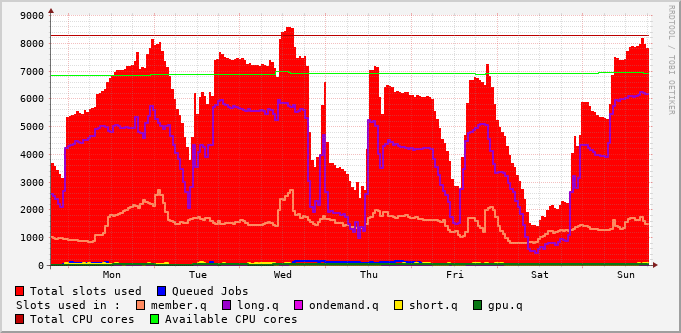 9000
8000
7000
6000
5000
4000
3000
2000
1000
0
Mon Tue Wed Thu Fri Sat Sun
RRDTOOL / TOBI OETIKER
Total slots used Queued Jobs
Slots used in : member.q long.q ondemand.q short.q gpu.q
Total CPU cores Available CPU cores